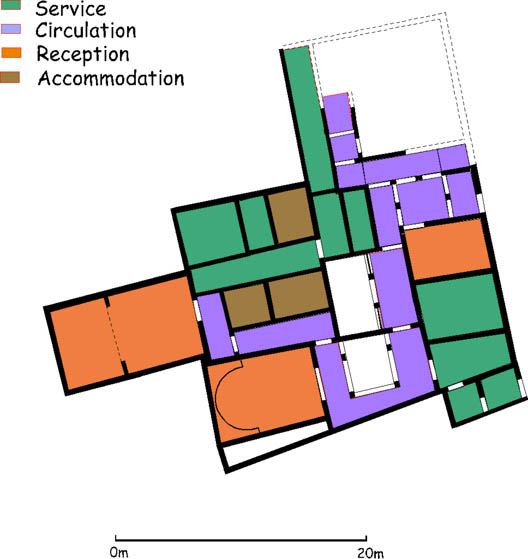 Service
Circulation
Reception
Accommodation
0m 20m